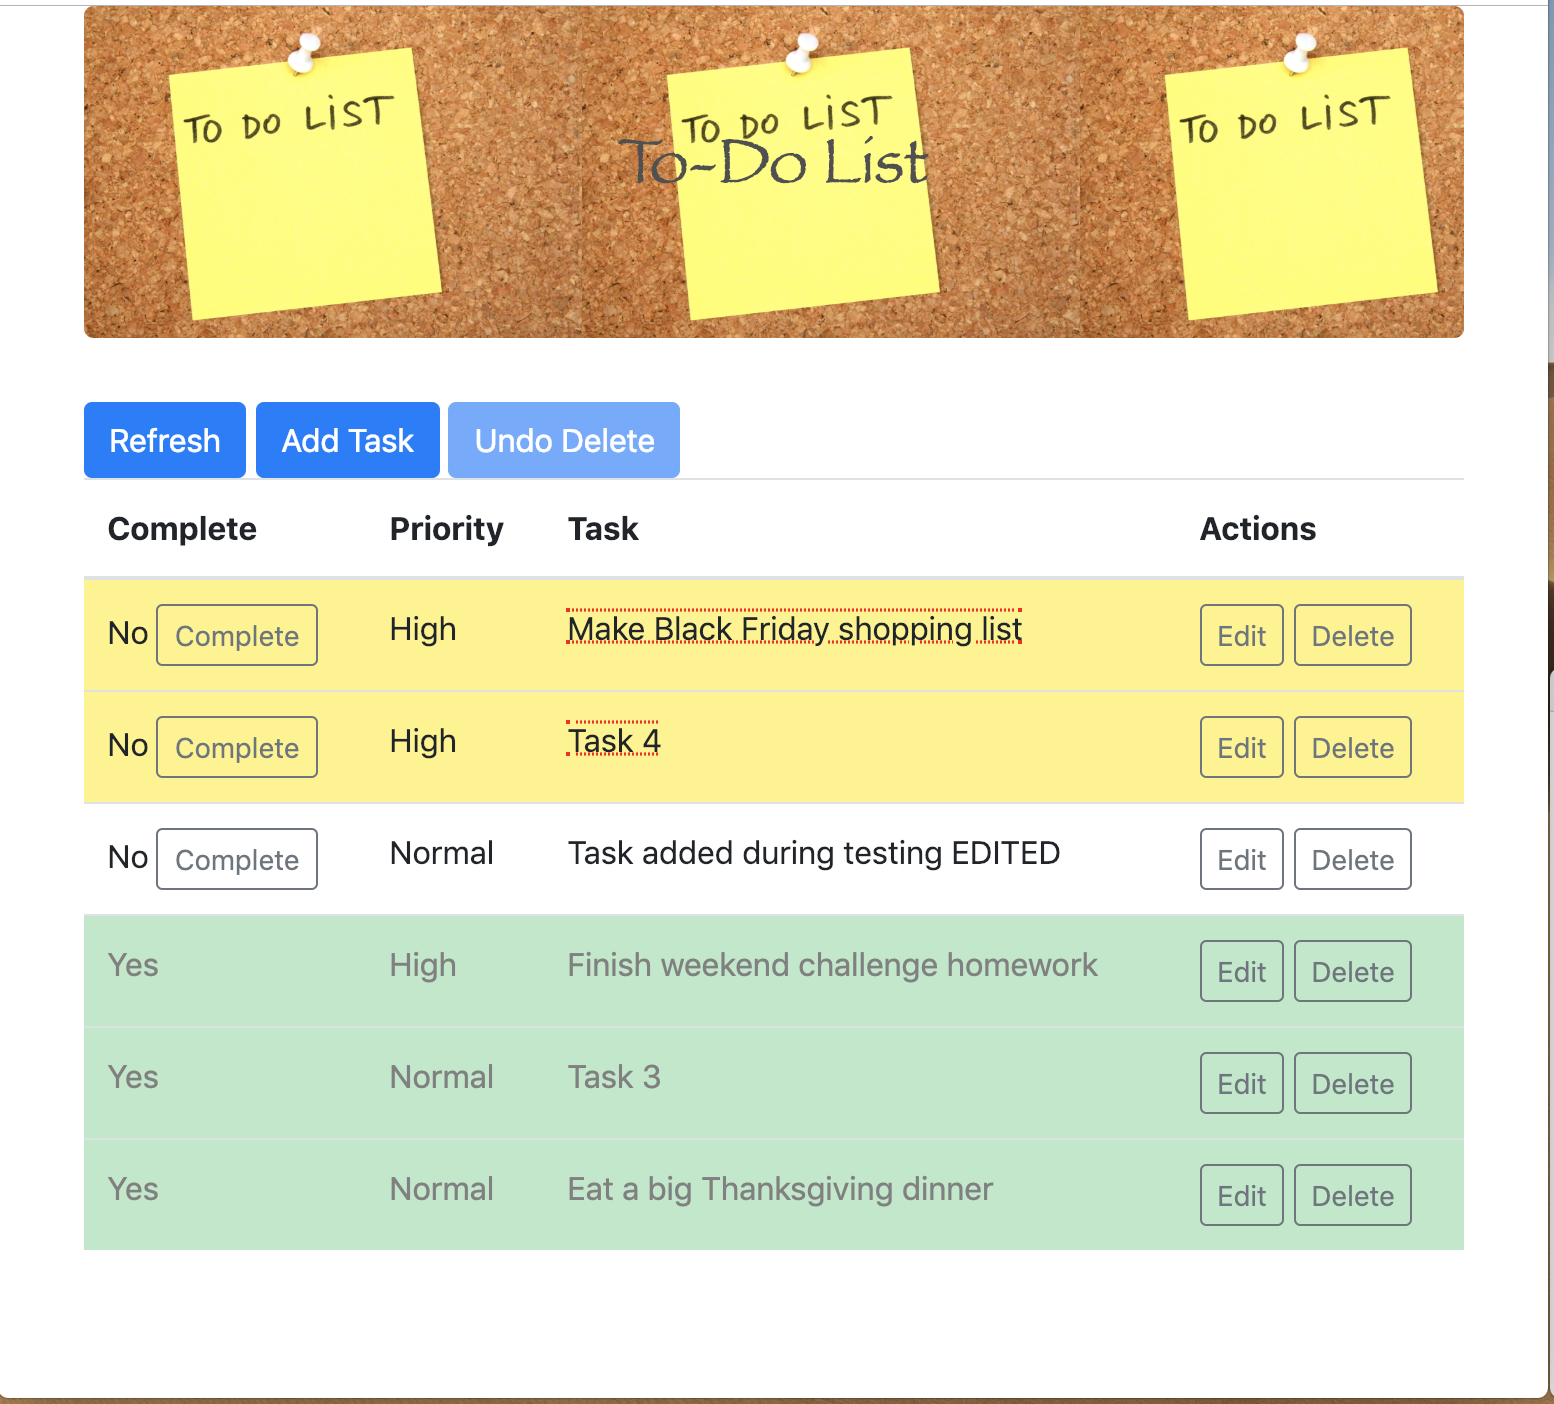 TO DO LIST TO DO LIST TO DO LIST
To-Do List
Refresh Add Task Undo Delete
Complete Priority Task Actions
No Complete High Make Black Friday shopping list Edit Delete
No Complete High Task 4 Edit Delete
No Complete Normal Task added during testing EDITED Edit Delete
Yes High Finish weekend challenge homework Edit Delete
Yes Normal Task 3 Edit Delete
Yes Normal Eat a big Thanksgiving dinner Edit Delete